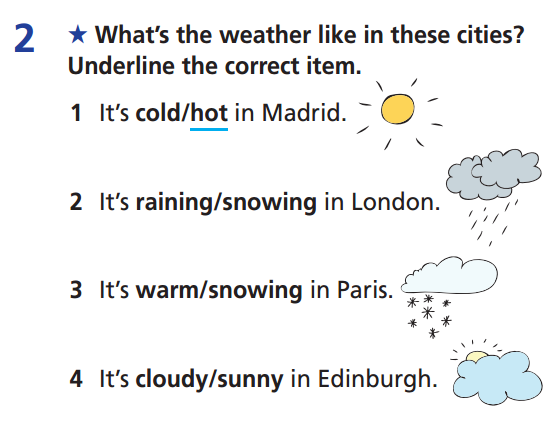 2 ★ What's the weather like in these cities?
Underline the correct item.
1 It's cold/hot in Madrid.
2 It's raining/snowing in London.
3 It's warm/snowing in Paris.
4 It's cloudy/sunny in Edinburgh.